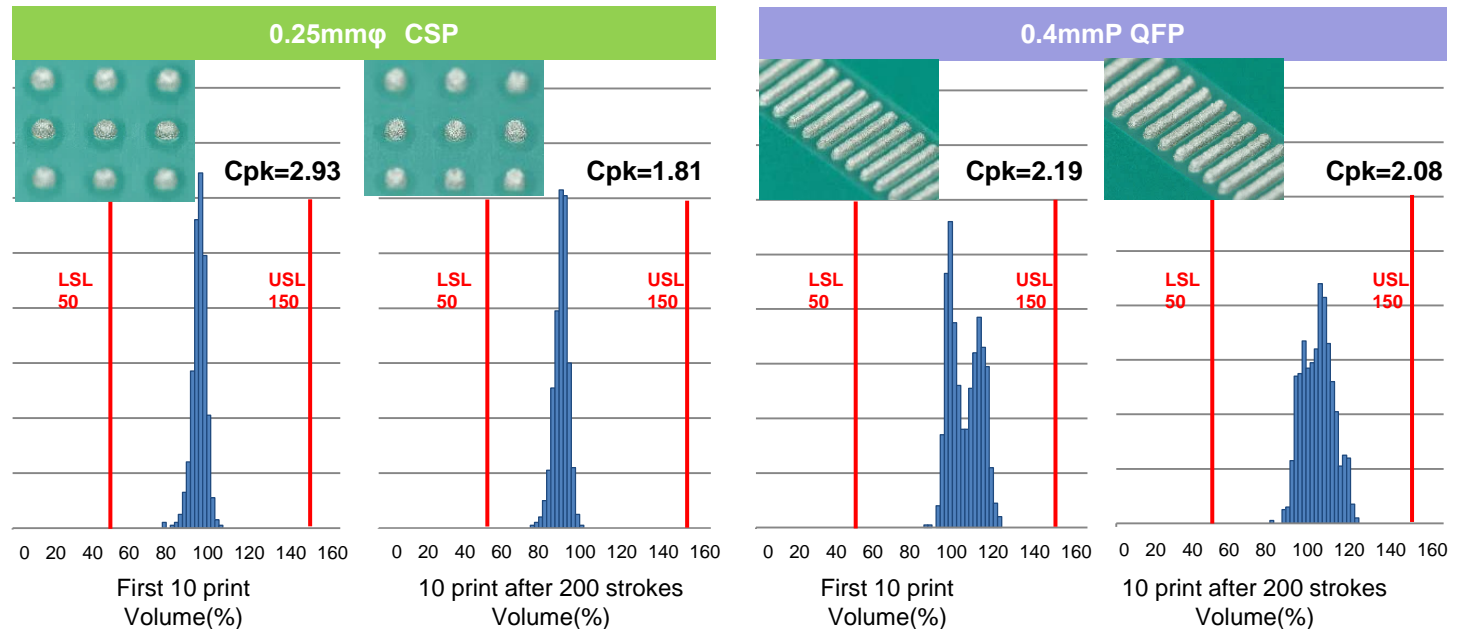 0.25mmφ CSP
0.4mmP QFP
Cpk=2.93
Cpk=1.81
Cpk=2.19
Cpk=2.08
LSL
50
USL
150
LSL
50
USL
150
LSL
50
USL
150
LSL
50
USL
150
0 20 40 60 80 100 120 140 160
0 20 40 60 80 100 120 140 160
0 20 40 60 80 100 120 140 160
0 20 40 60 80 100 120 140 160
First 10 print
Volume(%)
10 print after 200 strokes
Volume(%)
First 10 print
Volume(%)
10 print after 200 strokes
Volume(%)